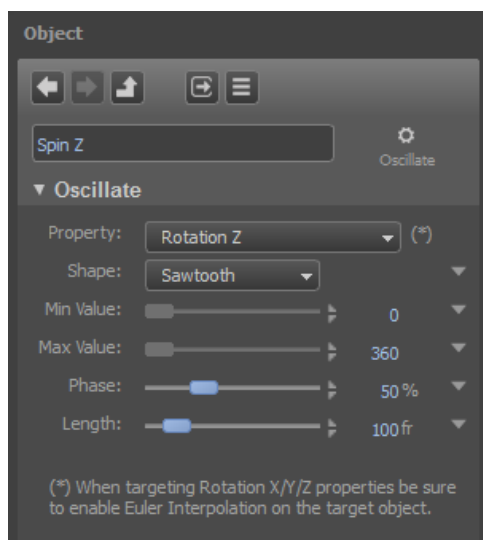 Object
Spin Z
Oscillate
Oscillate
Property: Rotation Z (*)
Shape: Sawtooth
Min Value: 0
Max Value: 360
Phase: 50 %
Length: 100 fr
(*) When targeting Rotation X/Y/Z properties be sure
to enable Euler Interpolation on the target object.